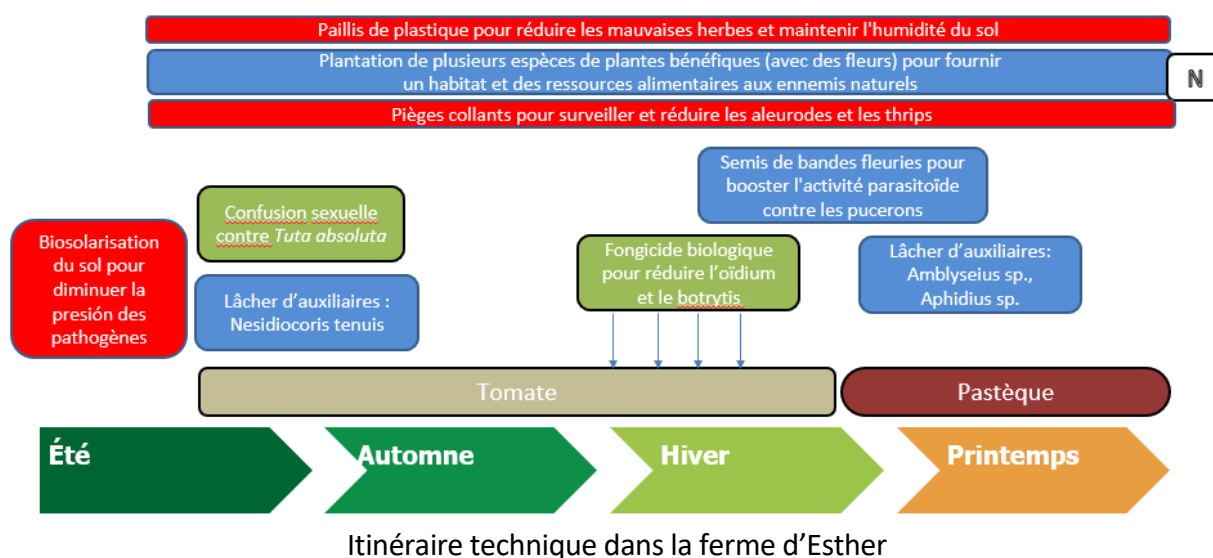 Paillis de plastique pour réduire les mauvaises herbes et maintenir l'humidité du sol
Plantation de plusieurs espèces de plantes bénéfiques (avec des fleurs) pour fournir
un habitat et des ressources alimentaires aux ennemis naturels
N
Pièges collants pour surveiller et réduire les aleurodes et les thrips
Semis de bandes fleuries pour
booster l'activité parasitoïde
contre les pucerons
Confusion sexuelle
contre Tuta absoluta
Biosolarisation
du sol pour
diminuer la
presión des
pathogènes
Fongicide biologique
pour réduire l'oïdium
et le botrytis
Lâcher d'auxiliaires:
Amblyseius sp.,
Aphidius sp.
Lâcher d'auxiliaires :
Nesidiocoris tenuis
Tomate
Pastèque
Été
Automne
Hiver
Printemps
Itinéraire technique dans la ferme d'Esther